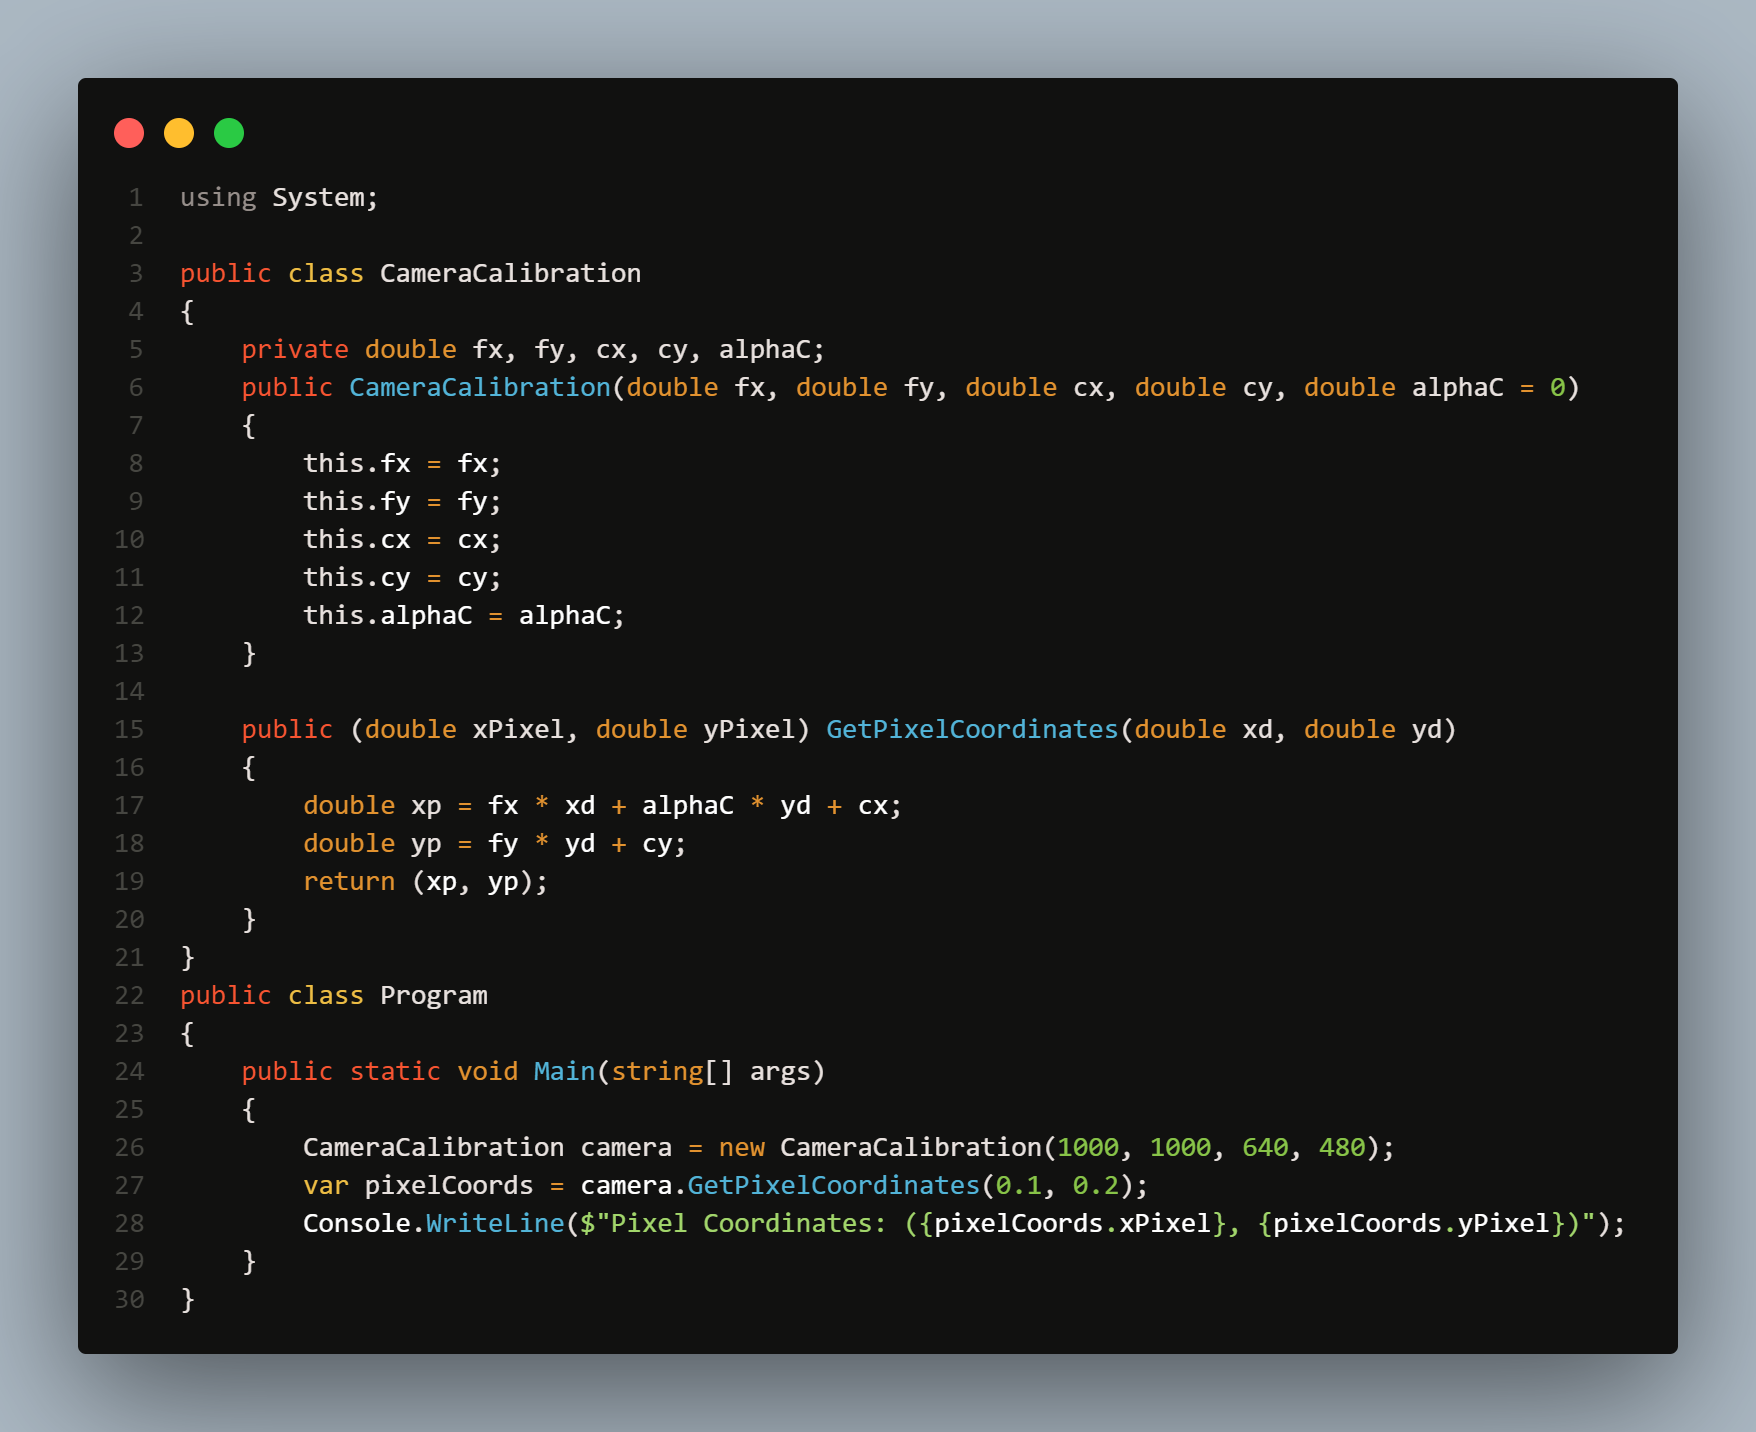 1 using System;
2
3 public class CameraCalibration
4 {
5     private double fx, fy, cx, cy, alphaC;
6     public CameraCalibration(double fx, double fy, double cx, double cy, double alphaC = 0)
7     {
8         this.fx = fx;
9         this.fy = fy;
10         this.cx = cx;
11         this.cy = cy;
12         this.alphaC = alphaC;
13     }
14
15     public (double xPixel, double yPixel) GetPixelCoordinates(double xd, double yd)
16     {
17         double xp = fx * xd + alphaC * yd + cx;
18         double yp = fy * yd + cy;
19         return (xp, yp);
20     }
21 }
22 public class Program
23 {
24     public static void Main(string[] args)
25     {
26         CameraCalibration camera = new CameraCalibration(1000, 1000, 640, 480);
27         var pixelCoords = camera.GetPixelCoordinates(0.1, 0.2);
28         Console.WriteLine($"Pixel Coordinates: ({pixelCoords.xPixel}, {pixelCoords.yPixel})");
29     }
30 }